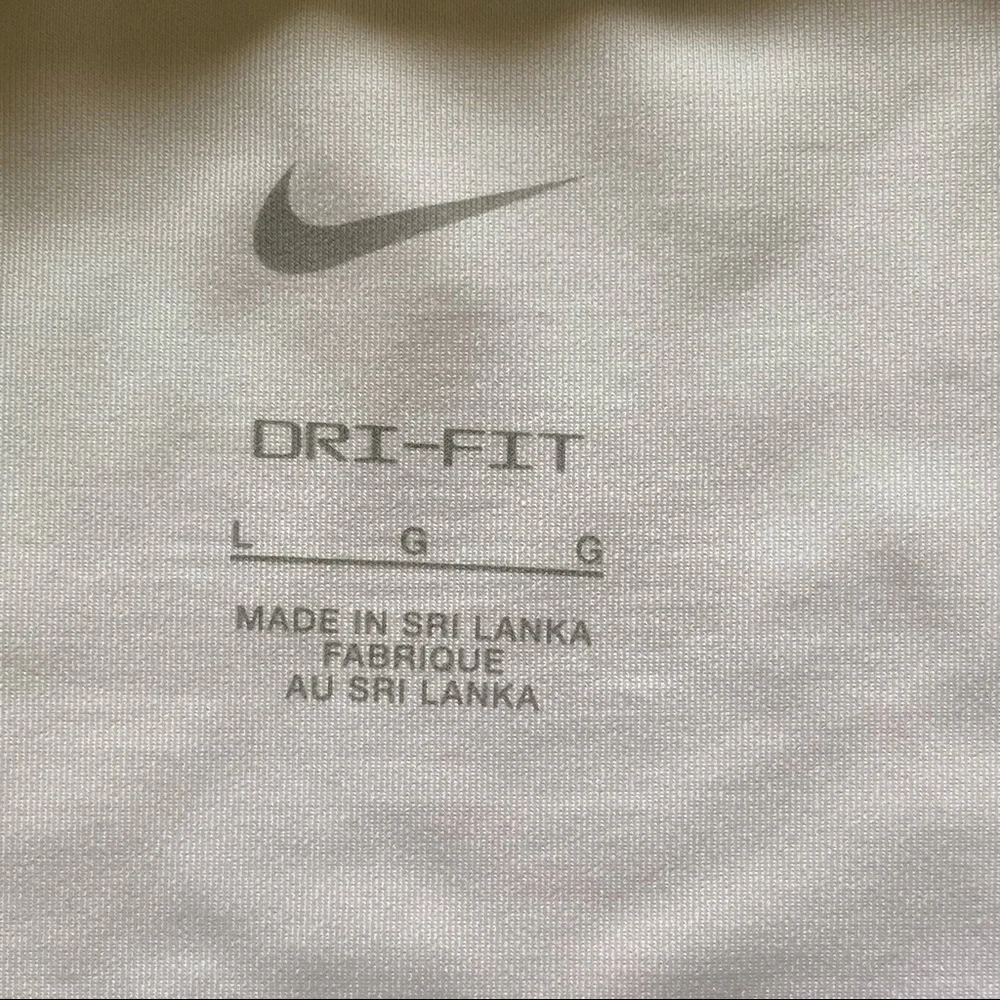 DRI-FIT
L G G
MADE IN SRI LANKA
FABRIQUE
AU SRI LANKA